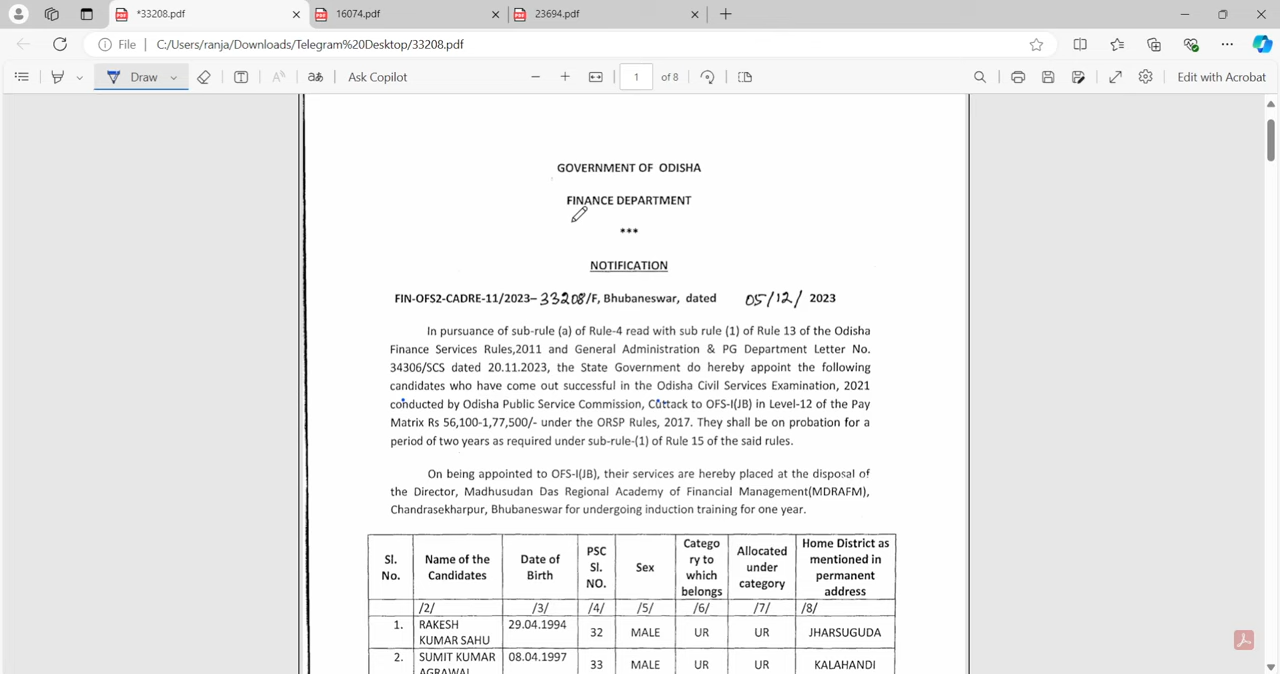 *33208.pdf
16074.pdf
23694.pdf
File
C:/Users/ranja/Downloads/Telegram%20Desktop/33208.pdf
Draw
Ask Copilot
1 of 8
Edit with Acrobat
GOVERNMENT OF ODISHA
FINANCE DEPARTMENT
***
NOTIFICATION
FIN-OFS2-CADRE-11/2023–33208/F, Bhubaneswar, dated 05/12/ 2023
In pursuance of sub-rule (a) of Rule-4 read with sub rule (1) of Rule 13 of the Odisha
Finance Services Rules,2011 and General Administration & PG Department Letter No.
34306/SCS dated 20.11.2023, the State Government do hereby appoint the following
candidates who have come out successful in the Odisha Civil Services Examination, 2021
conducted by Odisha Public Service Commission, Cuttack to OFS-I(JB) in Level-12 of the Pay
Matrix Rs 56,100-1,77,500/- under the ORSP Rules, 2017. They shall be on probation for a
period of two years as required under sub-rule-(1) of Rule 15 of the said rules.
On being appointed to OFS-I(JB), their services are hereby placed at the disposal of
the Director, Madhusudan Das Regional Academy of Financial Management(MDRAFM),
Chandrasekharpur, Bhubaneswar for undergoing induction training for one year.
Sl. No.
Name of the Candidates
Date of Birth
PSC Sl. NO.
Sex
Catego ry to which belongs
Allocated under category
Home District as mentioned in permanent address
/2/ /3/ /4/ /5/ /6/ /7/ /8/
1. RAKESH KUMAR SAHU 29.04.1994 32 MALE UR UR JHARSUGUDA
2. SUMIT KUMAR AGRAWAL 08.04.1997 33 MALE UR UR KALAHANDI